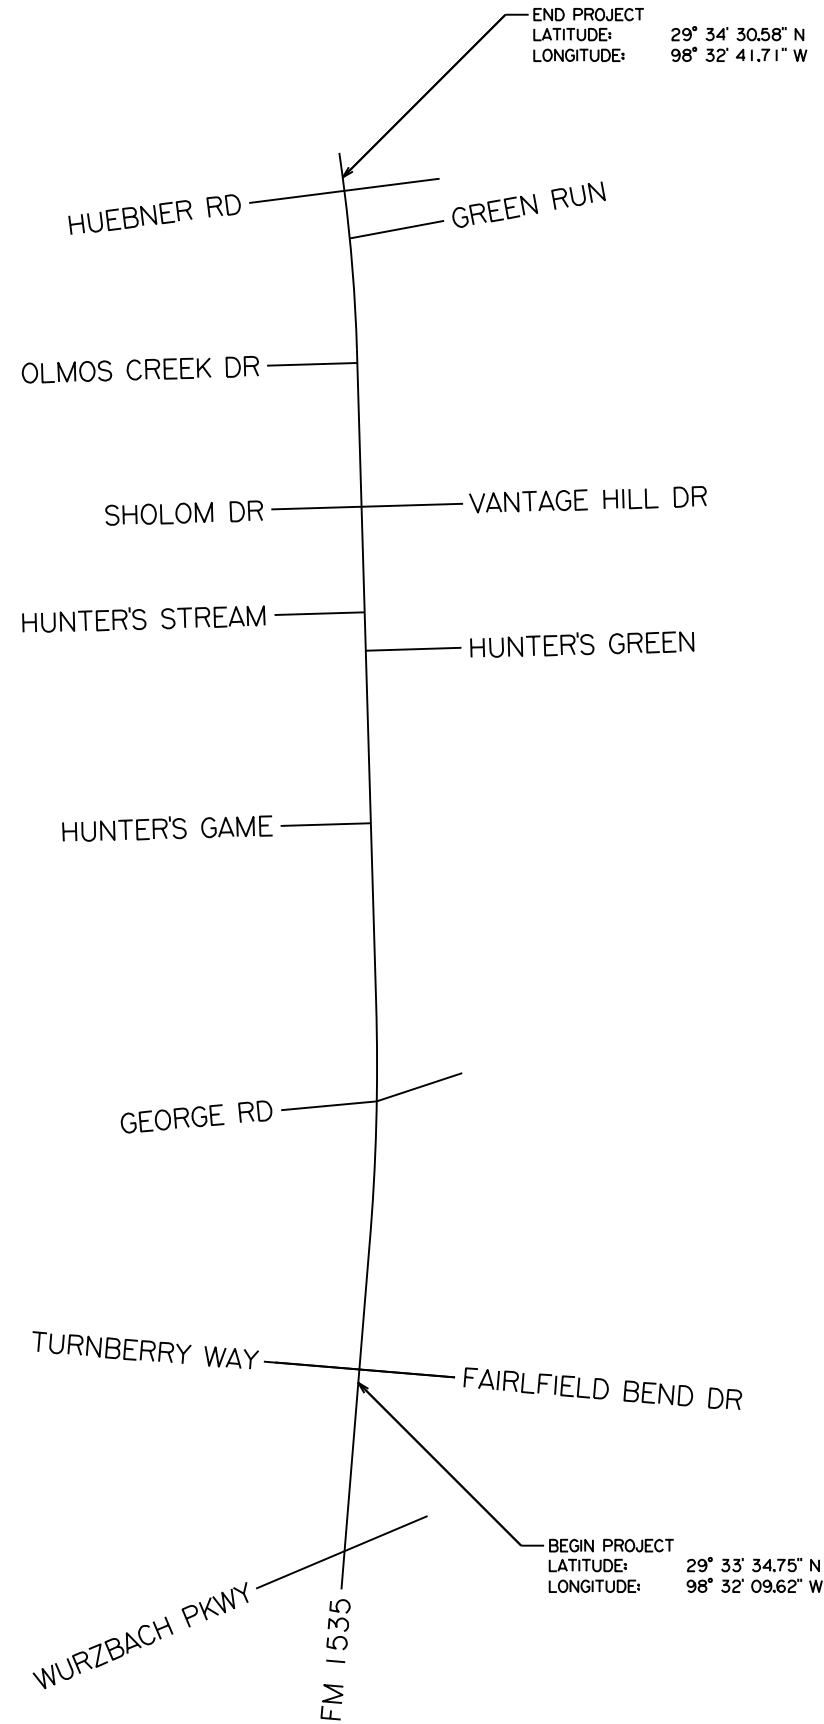 END PROJECT
LATITUDE: 29° 34' 30.58" N
LONGITUDE: 98° 32' 41.71" W
HUEBNER RD
GREEN RUN
OLMOS CREEK DR
SHOLOM DR
VANTAGE HILL DR
HUNTER'S STREAM
HUNTER'S GREEN
HUNTER'S GAME
GEORGE RD
TURNBERRY WAY
FAIRLFIELD BEND DR
BEGIN PROJECT
LATITUDE: 29° 33' 34.75" N
LONGITUDE: 98° 32' 09.62" W
WURZBACH PKWY
FM 1535